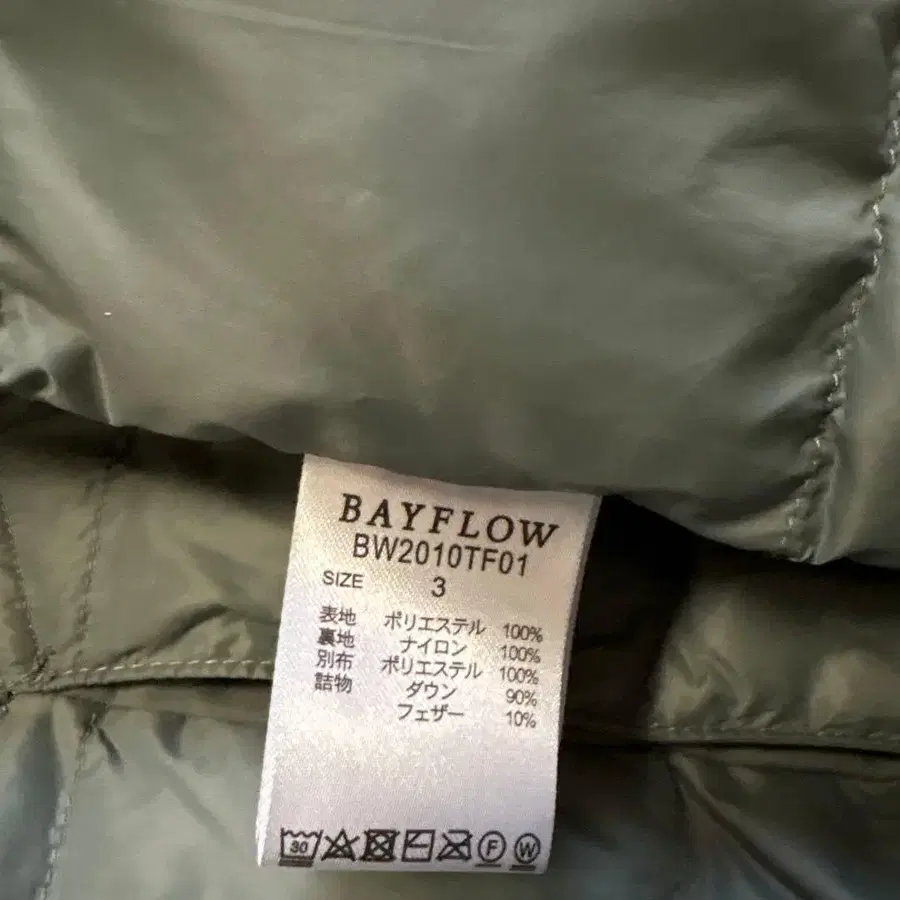 BAYFLOW
BW2010TF01
SIZE 3
表地 ポリエステル 100%
裏地 ナイロン 100%
別布 ポリエステル 100%
詰物 ダウン 90%
フェザー 10%
30 F W